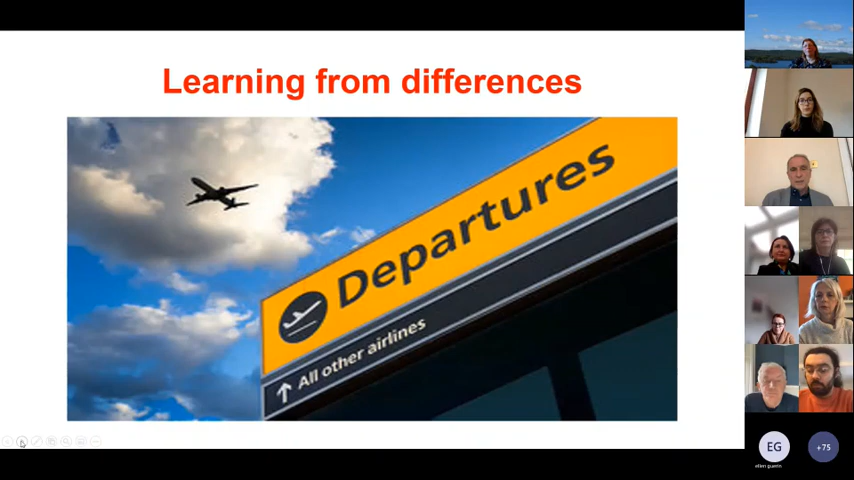 Learning from differences
Departures
All other airlines
EG
+75
ellen guerin